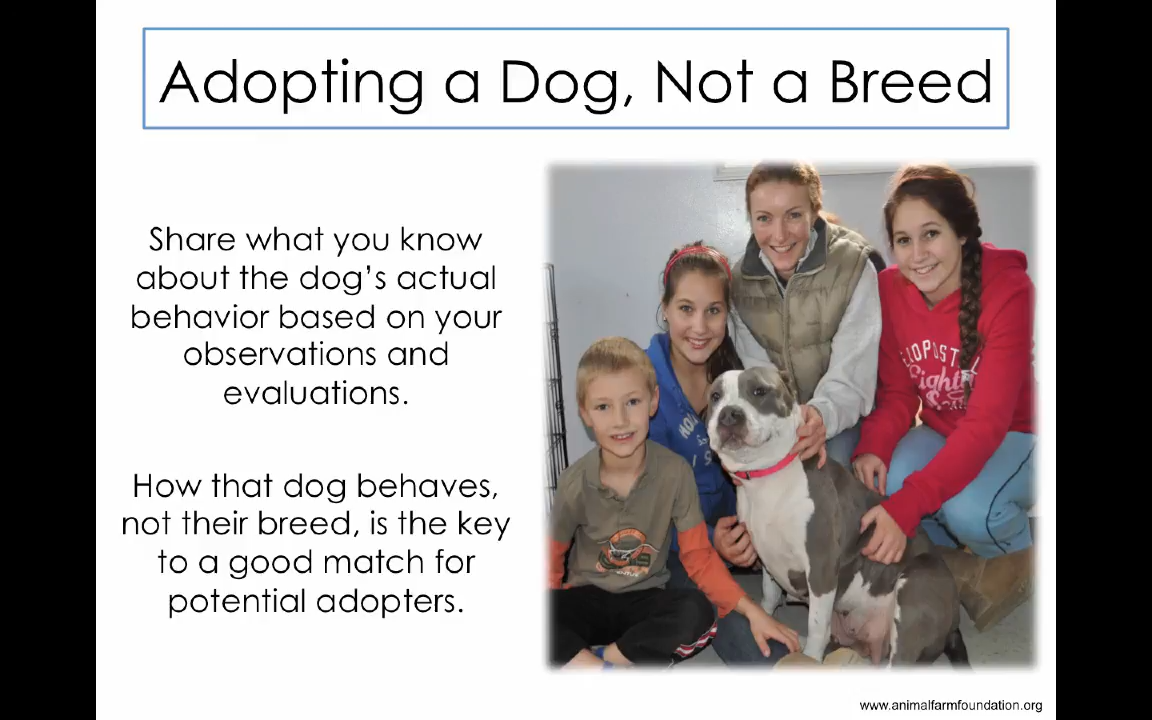 Adopting a Dog, Not a Breed
Share what you know
about the dog's actual
behavior based on your
observations and
evaluations.
How that dog behaves,
not their breed, is the key
to a good match for
potential adopters.
www.animalfarmfoundation.org